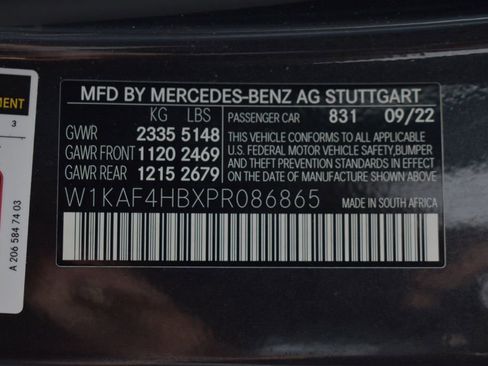 MFD BY MERCEDES-BENZ AG STUTTGART
KG LBS
GVWR 2335 5148
GAWR FRONT 1120 2469
GAWR REAR 1215 2679
PASSENGER CAR 831 09/22
THIS VEHICLE CONFORMS TO ALL APPLICABLE
U.S. FEDERAL MOTOR VEHICLE SAFETY,BUMPER
AND THEFT PREVENTION STANDARDS IN EFFECT
ON THE DATE OF MANUFACTURE SHOWN ABOVE
W1KAF4HBXPR086865
MADE IN SOUTH AFRICA
MENT
3
A 206 584 74 03